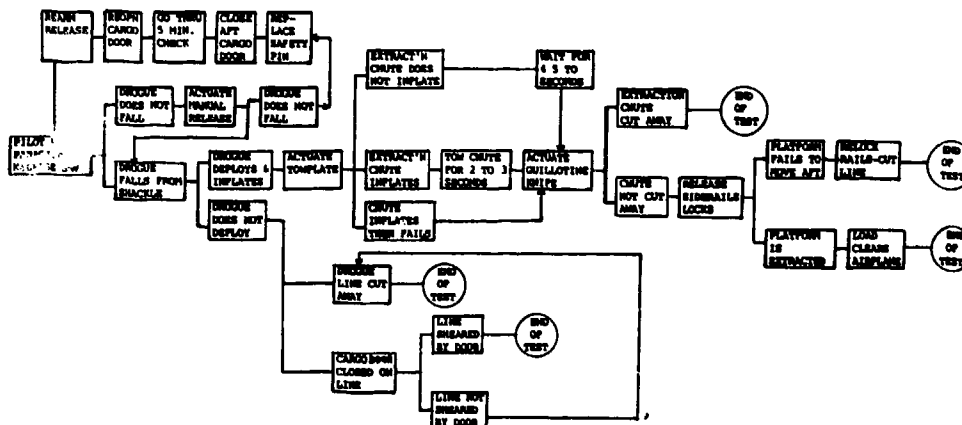 REARM
RELEASE
REOPN
CARGO
DOOR
GO THRU
5 MIN.
CHECK
CLOSE
AFT
CARGO
DOOR
REP-
LACE
SAFETY
PIN
DROGUE
DOES NOT
FALL
ACTUATE
MANUAL
RELEASE
DROGUE
DOES NOT
FALL
PILOT
DROGUE
FALLS FROM
SHACKLE
DROGUE
DEPLOYS &
INFLATES
ACTUATE
TOWPLATE
DROGUE
DOES NOT
DEPLOY
EXTRACT'N
CHUTE DOES
NOT INFLATE
WAIT FOR
4 5 TO
SECONDS
EXTRACT'N
CHUTE
INFLATES
TOW CHUTE
FOR 2 TO 3
SECONDS
ACTUATE
GUILLOTINE
KNIFE
CHUTE
INFLATES
THEN FAILS
EXTRACTION
CHUTE
CUT AWAY
END
OF
TEST
CHUTE
NOT CUT
AWAY
RELEASE
SIDERAILS
LOCKS
PLATFORM
FAILS TO
MOVE AFT
RELOCK
RAILS-CUT
LINE
END
OF
TEST
PLATFORM
IS
EXTRACTED
LOAD
CLEARS
AIRPLANE
END
OF
TEST
DROGUE
LINE CUT
AWAY
END
OF
TEST
CARGO DOOR
CLOSED ON
LINE
LINE
SHEARED
BY DOOR
END
OF
TEST
LINE NOT
SHEARED
BY DOOR